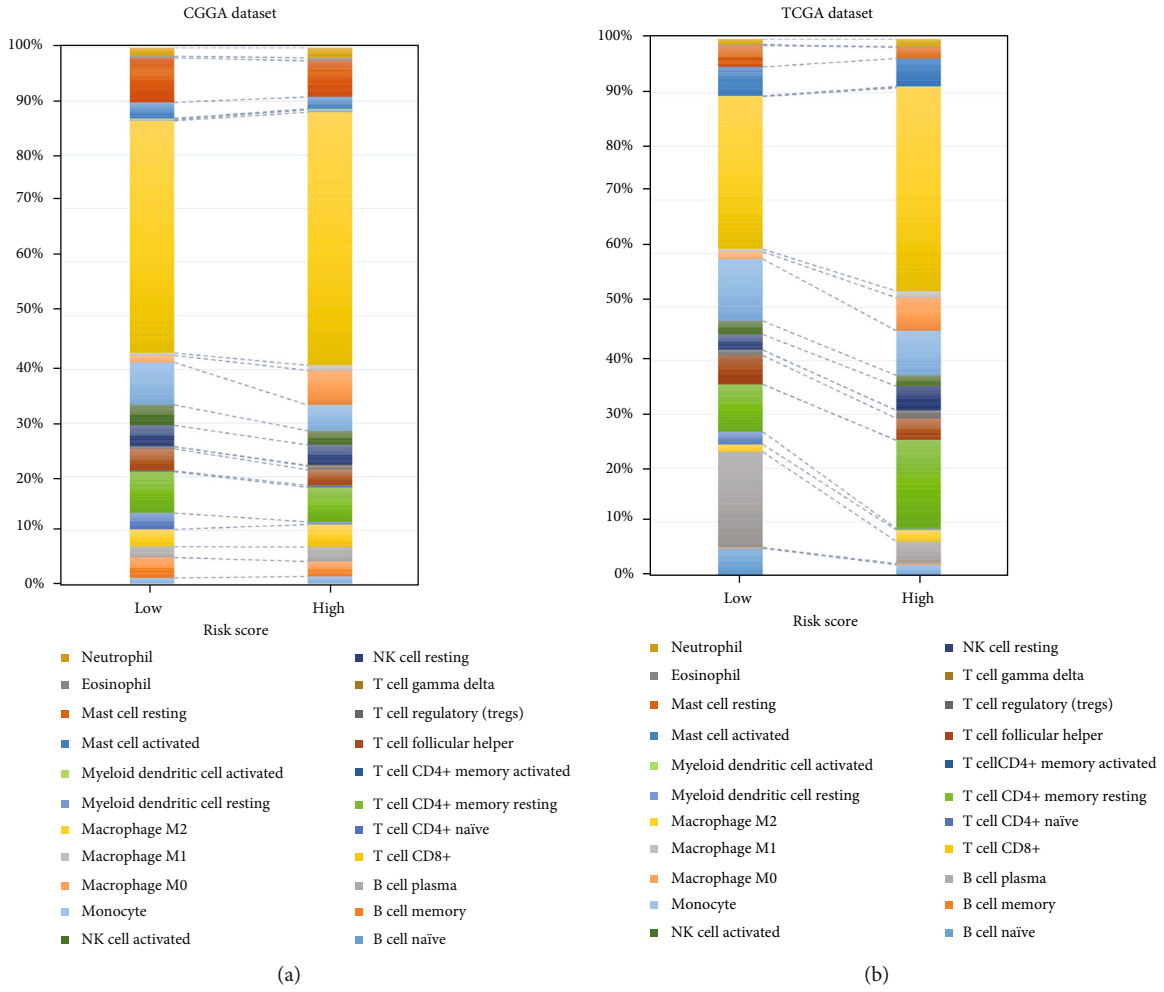 CGGA dataset
100%
90%
80%
70%
60%
50%
40%
30%
20%
10%
0%
Low
High
Risk score
Neutrophil
Eosinophil
Mast cell resting
Mast cell activated
Myeloid dendritic cell activated
Myeloid dendritic cell resting
Macrophage M2
Macrophage M1
Macrophage M0
Monocyte
NK cell activated
NK cell resting
T cell gamma delta
T cell regulatory (tregs)
T cell follicular helper
T cell CD4+ memory activated
T cell CD4+ memory resting
T cell CD4+ naïve
T cell CD8+
B cell plasma
B cell memory
B cell naïve
(a)
TCGA dataset
100%
90%
80%
70%
60%
50%
40%
30%
20%
10%
0%
Low
High
Risk score
Neutrophil
Eosinophil
Mast cell resting
Mast cell activated
Myeloid dendritic cell activated
Myeloid dendritic cell resting
Macrophage M2
Macrophage M1
Macrophage M0
Monocyte
NK cell activated
NK cell resting
T cell gamma delta
T cell regulatory (tregs)
T cell follicular helper
T cellCD4+ memory activated
T cell CD4+ memory resting
T cell CD4+ naïve
T cell CD8+
B cell plasma
B cell memory
B cell naïve
(b)